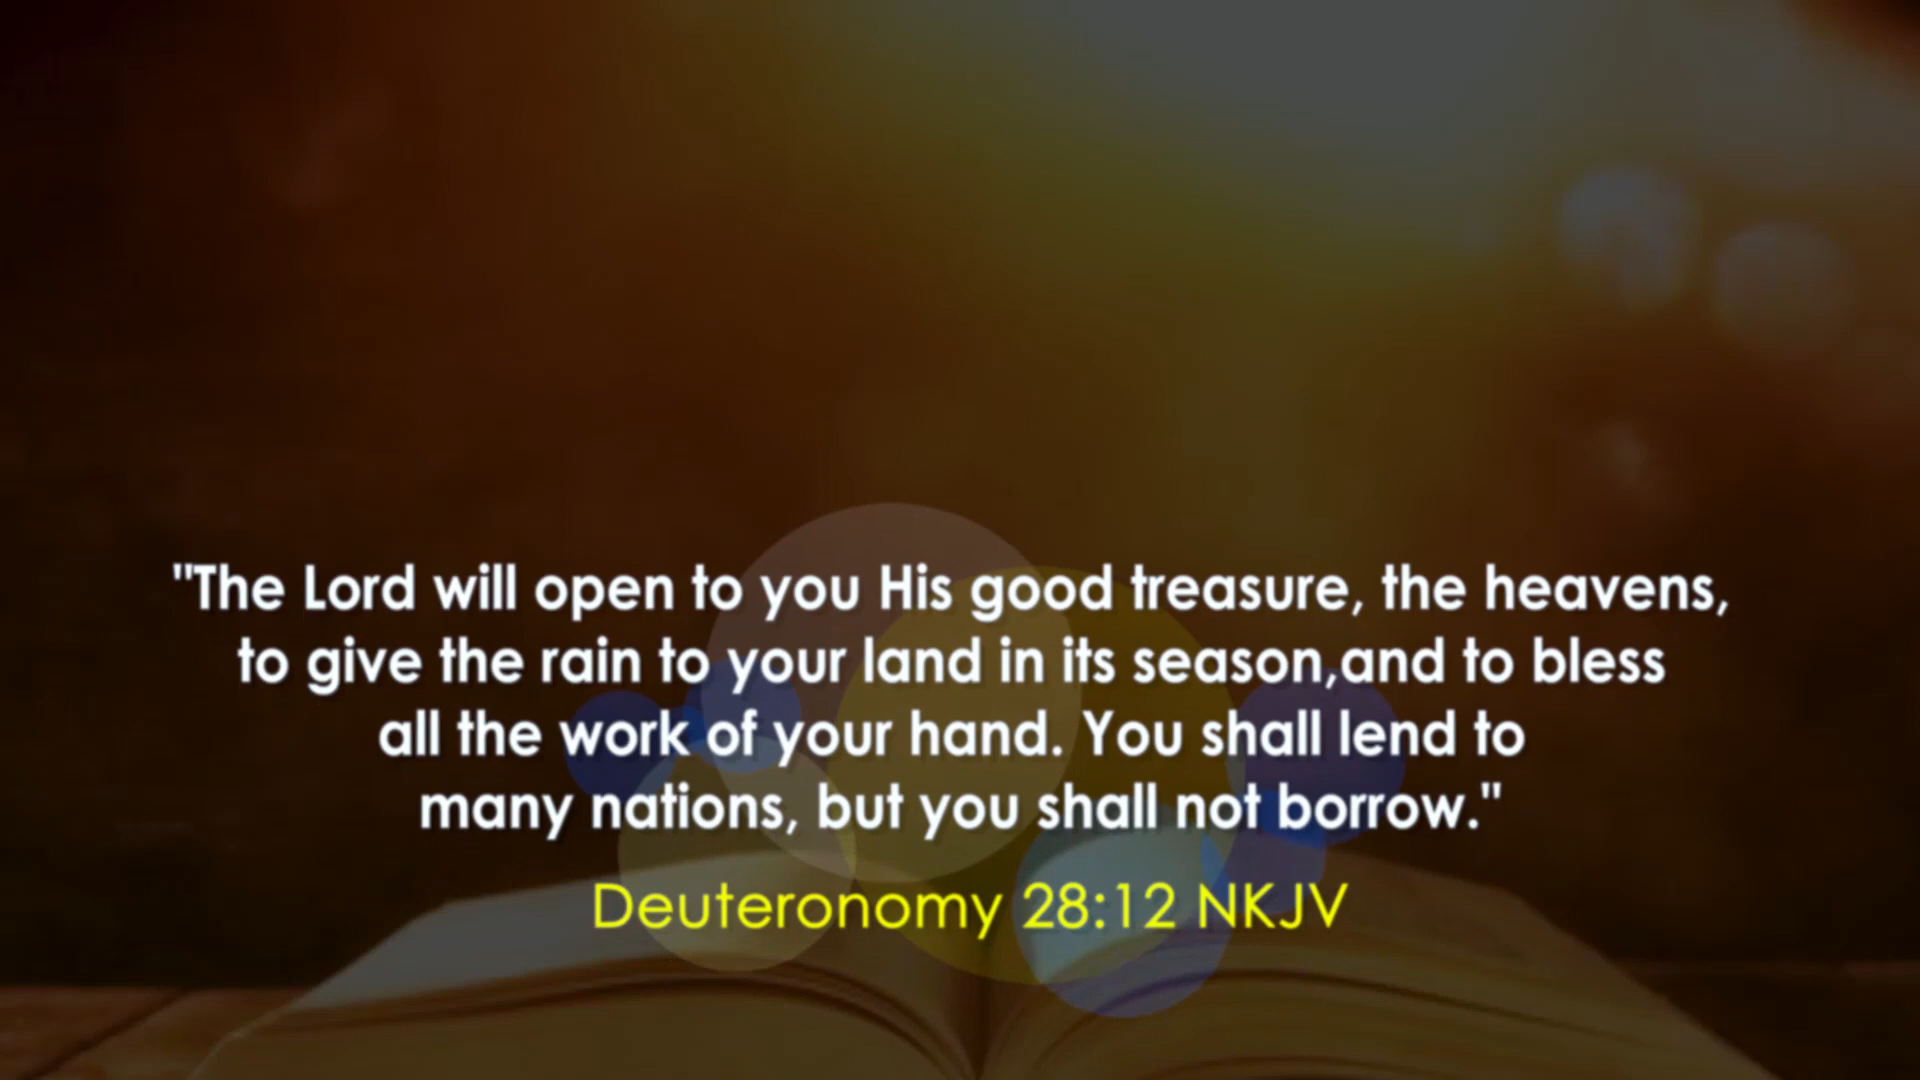 "The Lord will open to you His good treasure, the heavens,
to give the rain to your land in its season,and to bless
all the work of your hand. You shall lend to
many nations, but you shall not borrow."
Deuteronomy 28:12 NKJV